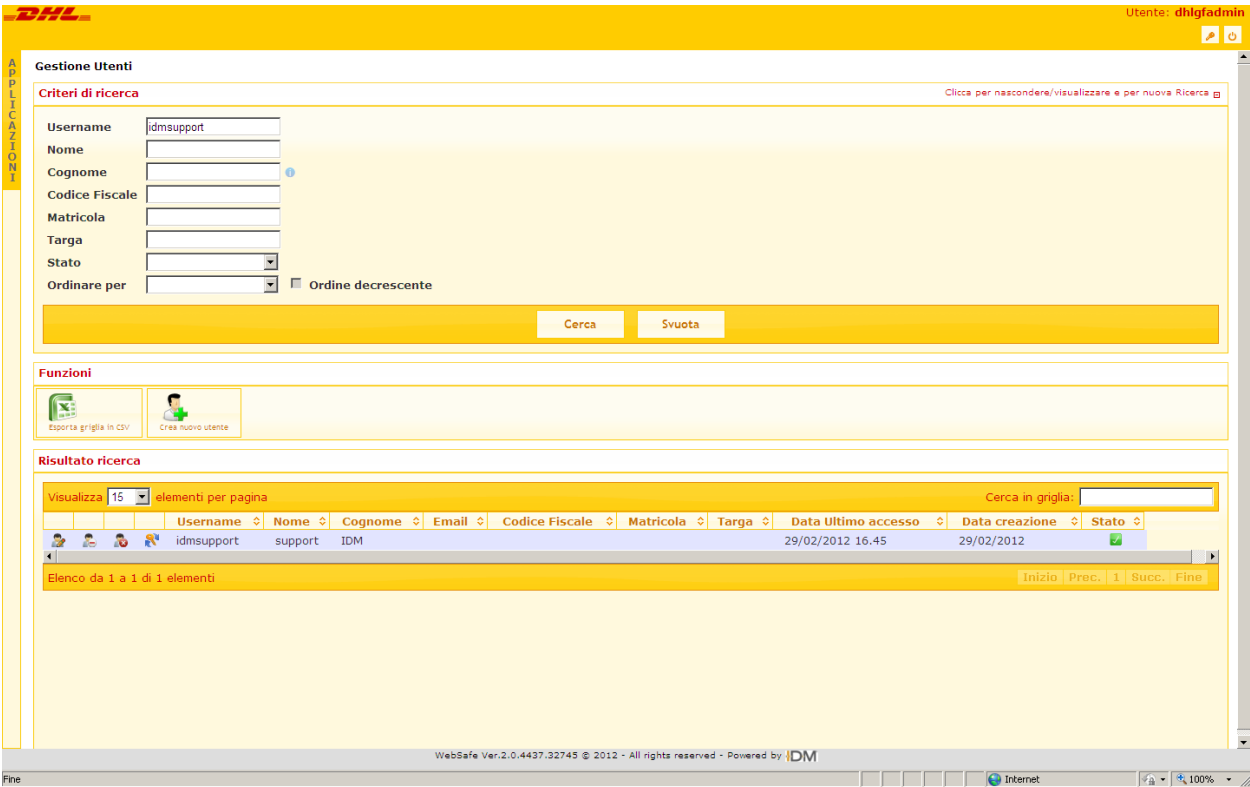 DHL
Utente: dhlgfadmin
APPLICAZIONI
Gestione Utenti
Criteri di ricerca
Clicca per nascondere/visualizzare e per nuova Ricerca
Username idmsupport
Nome
Cognome
Codice Fiscale
Matricola
Targa
Stato
Ordinare per Ordine decrescente
Cerca Svuota
Funzioni
Esporta griglia in CSV Crea nuovo utente
Risultato ricerca
Visualizza 15 elementi per pagina Cerca in griglia:
Username Nome Cognome Email Codice Fiscale Matricola Targa Data Ultimo accesso Data creazione Stato
idmsupport support IDM 29/02/2012 16.45 29/02/2012
Elenco da 1 a 1 di 1 elementi Inizio Prec. 1 Succ. Fine
WebSafe Ver.2.0.4437.32745 © 2012 - All rights reserved - Powered by IDM
Fine Internet 100%